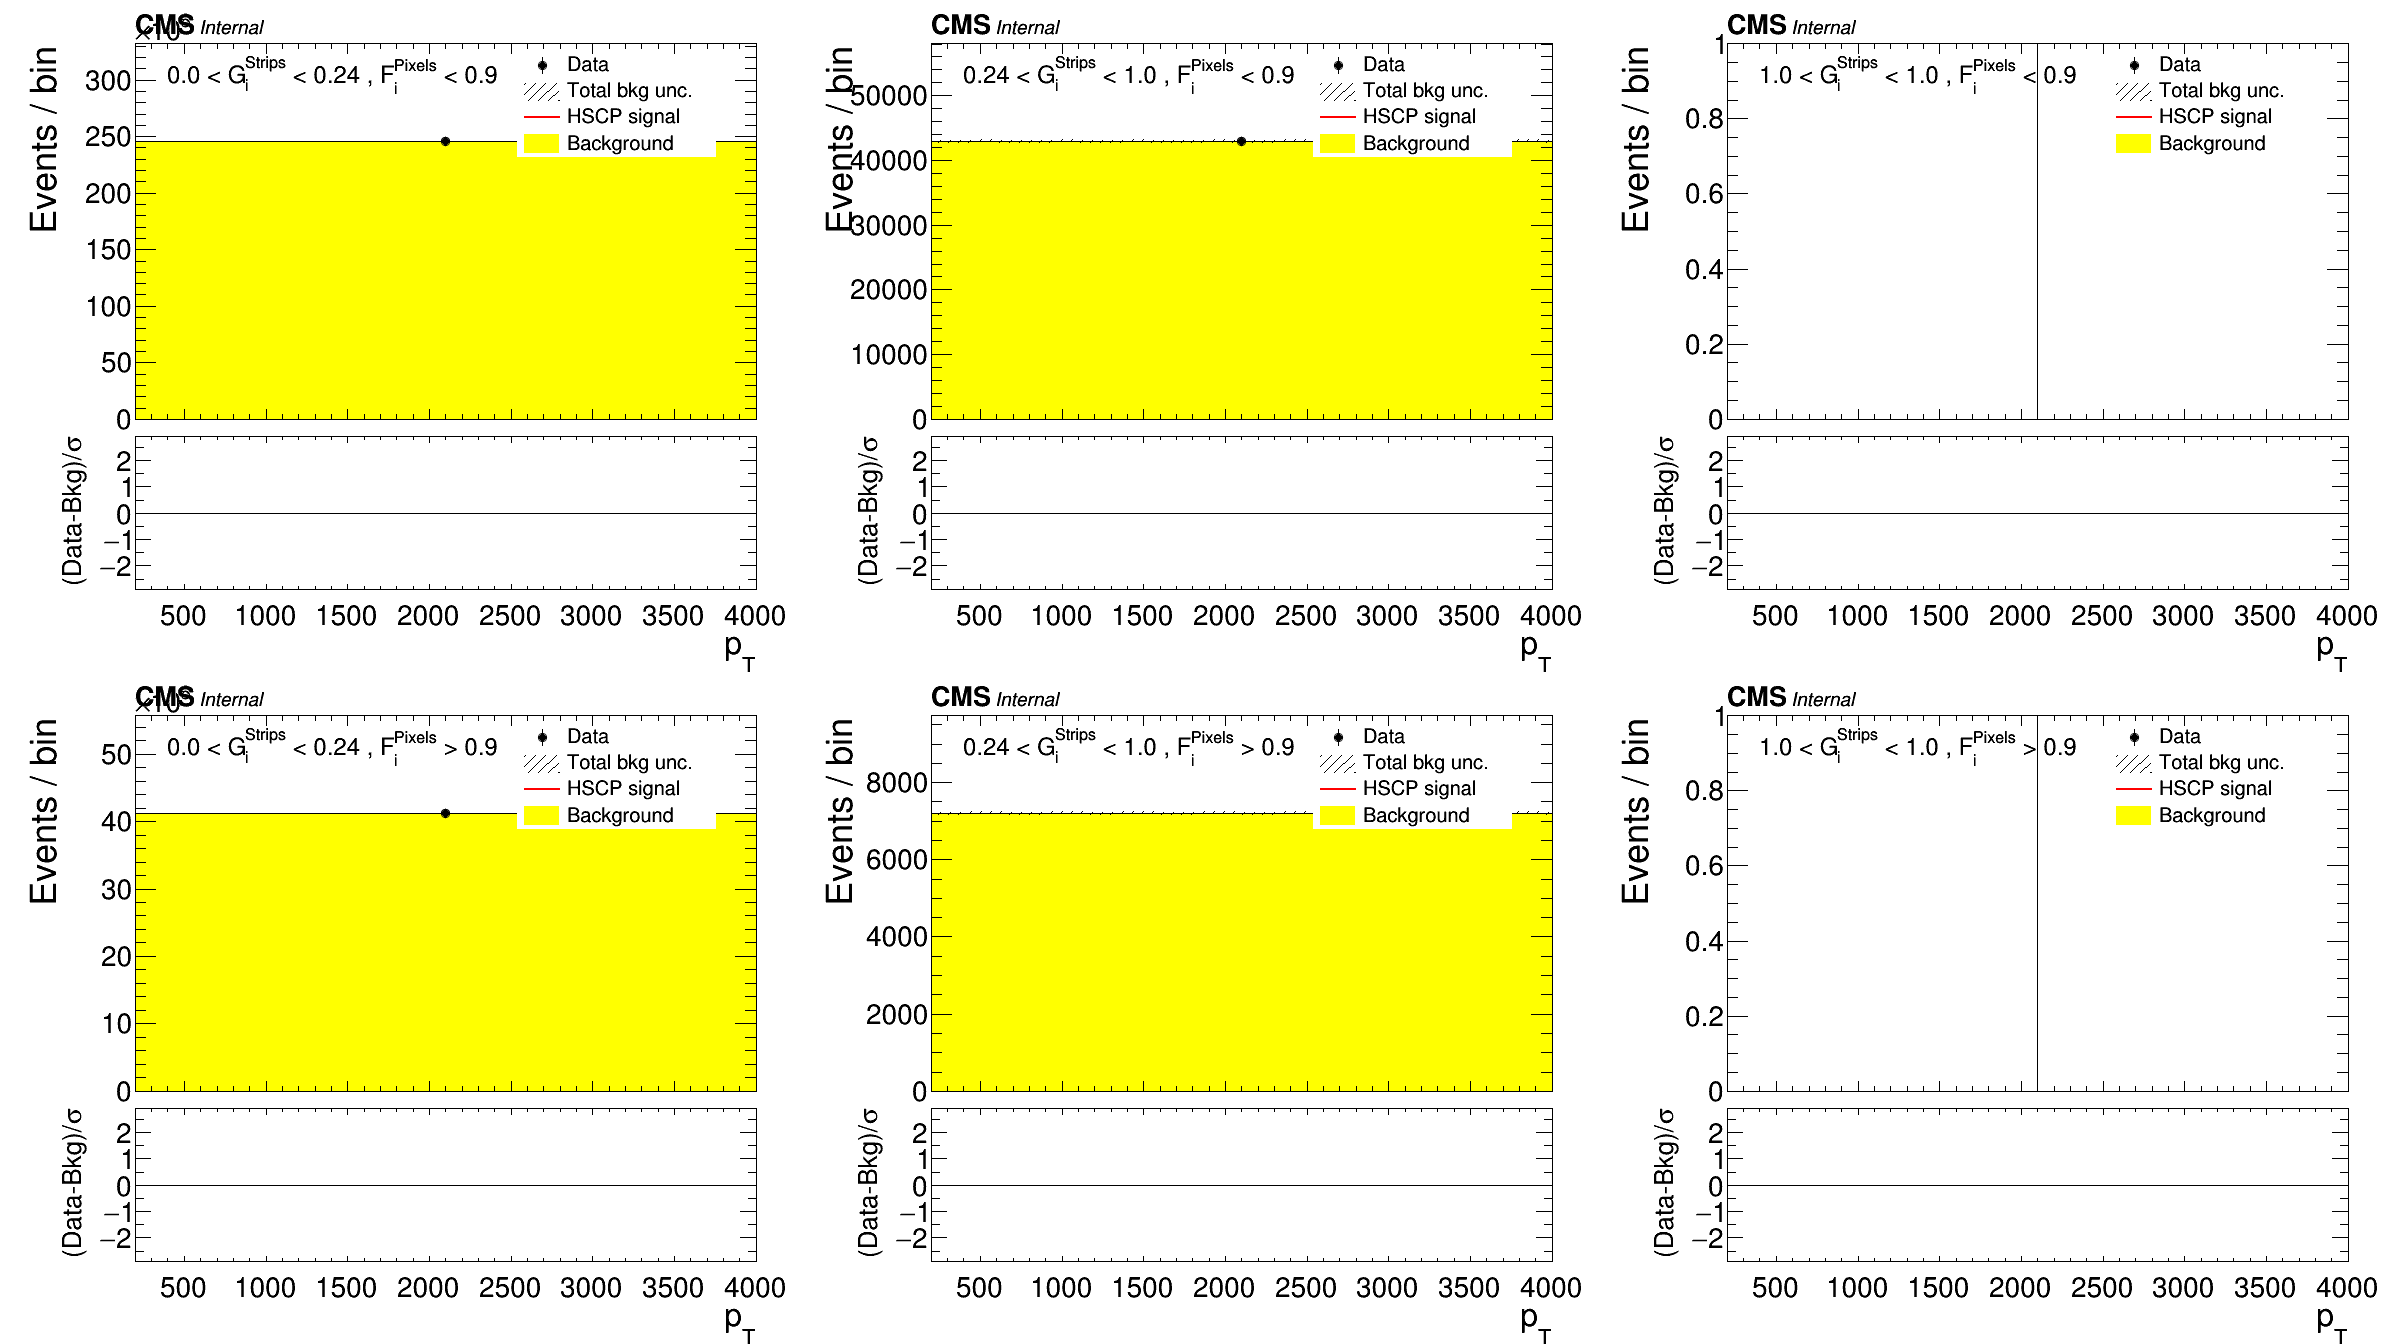 CMS Internal
Events / bin
0.0 < G_i^Strips < 0.24 , F_i^Pixels < 0.9
Data
Total bkg unc.
HSCP signal
Background
300
250
200
150
100
50
0
(Data-Bkg)/σ
2
1
0
−1
−2
500 1000 1500 2000 2500 3000 3500 4000
p_T
CMS Internal
Events / bin
0.24 < G_i^Strips < 1.0 , F_i^Pixels < 0.9
Data
Total bkg unc.
HSCP signal
Background
50000
40000
30000
20000
10000
0
(Data-Bkg)/σ
2
1
0
−1
−2
500 1000 1500 2000 2500 3000 3500 4000
p_T
CMS Internal
Events / bin
1.0 < G_i^Strips < 1.0 , F_i^Pixels < 0.9
Data
Total bkg unc.
HSCP signal
Background
1
0.8
0.6
0.4
0.2
0
(Data-Bkg)/σ
2
1
0
−1
−2
500 1000 1500 2000 2500 3000 3500 4000
p_T
CMS Internal
Events / bin
0.0 < G_i^Strips < 0.24 , F_i^Pixels > 0.9
Data
Total bkg unc.
HSCP signal
Background
50
40
30
20
10
0
(Data-Bkg)/σ
2
1
0
−1
−2
500 1000 1500 2000 2500 3000 3500 4000
p_T
CMS Internal
Events / bin
0.24 < G_i^Strips < 1.0 , F_i^Pixels > 0.9
Data
Total bkg unc.
HSCP signal
Background
8000
6000
4000
2000
0
(Data-Bkg)/σ
2
1
0
−1
−2
500 1000 1500 2000 2500 3000 3500 4000
p_T
CMS Internal
Events / bin
1.0 < G_i^Strips < 1.0 , F_i^Pixels > 0.9
Data
Total bkg unc.
HSCP signal
Background
1
0.8
0.6
0.4
0.2
0
(Data-Bkg)/σ
2
1
0
−1
−2
500 1000 1500 2000 2500 3000 3500 4000
p_T